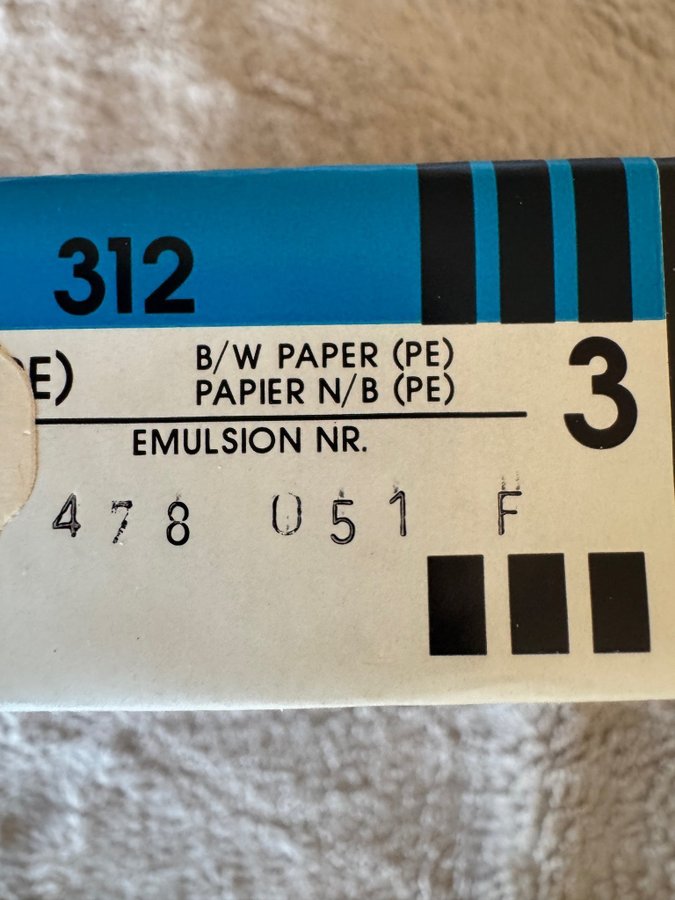 312
E)
B/W PAPER (PE)
PAPIER N/B (PE)
3
EMULSION NR.
478 051 F